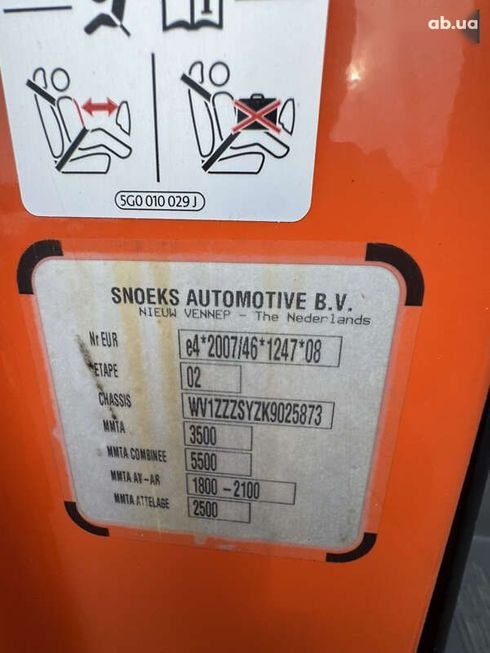 ab.ua
5G0 010 029 J
SNOEKS AUTOMOTIVE B.V.
NIEUW VENNEP - The Nederlands
Nr EUR e4*2007/46*1247*08
ETAPE 02
CHASSIS WV1ZZZSYZK9025873
MMTA 3500
MMTA COMBINEE 5500
MMTA AV-AR 1800-2100
MMTA ATTELAGE 2500